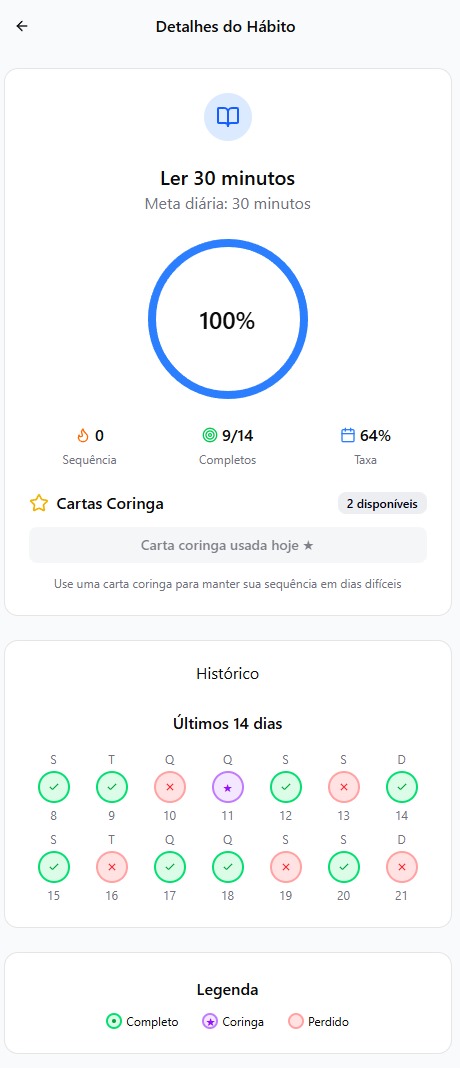 Detalhes do Hábito
Ler 30 minutos
Meta diária: 30 minutos
100%
0 9/14 64%
Sequência Completos Taxa
Cartas Coringa 2 disponíveis
Carta coringa usada hoje ★
Use uma carta coringa para manter sua sequência em dias difíceis
Histórico
Últimos 14 dias
S T Q Q S S D
8 9 10 11 12 13 14
S T Q Q S S D
15 16 17 18 19 20 21
Legenda
Completo Coringa Perdido